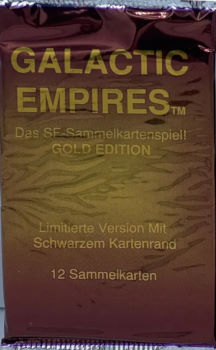 GALACTIC
EMPIRES™
Das SF-Sammelkartenspiel!
GOLD EDITION
Limitierte Version Mit
Schwarzem Kartenrand
12 Sammelkarten